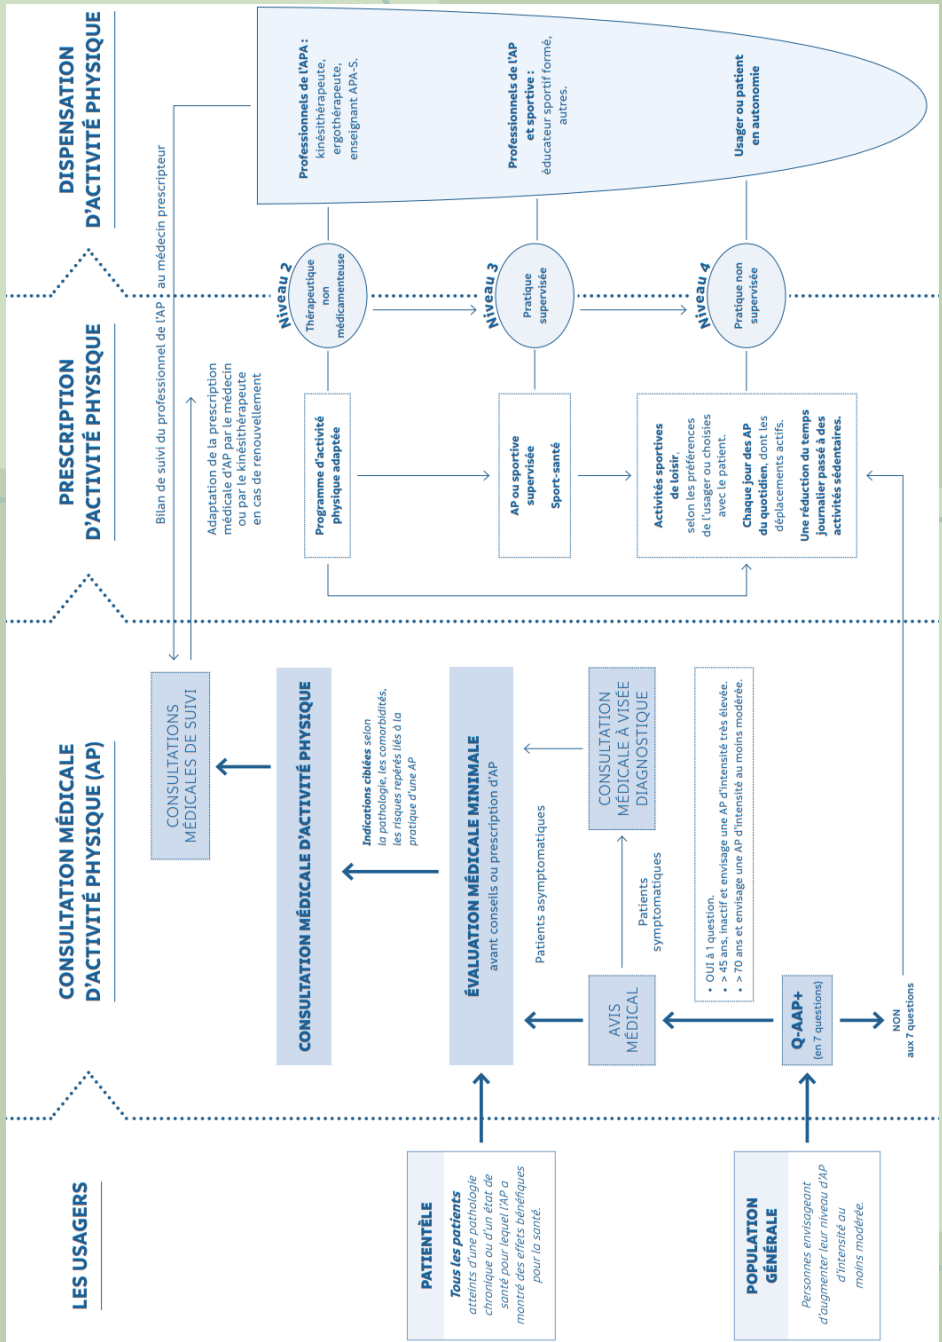 LES USAGERS
PATIENTÈLE
Tous les patients
atteints d'une pathologie
chronique ou d'un état de
santé pour lequel l'AP a
montré des effets bénéfiques
pour la santé.
POPULATION
GÉNÉRALE
Personnes envisageant
d'augmenter leur niveau d'AP
d'intensité au
moins modérée.
CONSULTATION MÉDICALE
D'ACTIVITÉ PHYSIQUE (AP)
CONSULTATIONS
MÉDICALES DE SUIVI
CONSULTATION MÉDICALE D'ACTIVITÉ PHYSIQUE
Indications ciblées selon
la pathologie, les comorbidités,
les risques repérés liés à la
pratique d'une AP
ÉVALUATION MÉDICALE MINIMALE
avant conseils ou prescription d'AP
Patients asymptomatiques
AVIS
MÉDICAL
Patients
symptomatiques
CONSULTATION
MÉDICALE À VISÉE
DIAGNOSTIQUE
• OUI à 1 question.
• > 45 ans, inactif et envisage une AP d'intensité très élevée.
• > 70 ans et envisage une AP d'intensité au moins modérée.
Q-AAP+
(en 7 questions)
NON
aux 7 questions
PRESCRIPTION
D'ACTIVITÉ PHYSIQUE
Bilan de suivi du professionnel de l'AP au médecin prescripteur
Adaptation de la prescription
médicale d'AP par le médecin
ou par le kinésithérapeute
en cas de renouvellement
Programme d'activité
physique adaptée
AP ou sportive
supervisée
Sport-santé
Activités sportives
de loisir,
selon les préférences
de l'usager ou choisies
avec le patient.
Chaque jour des AP
du quotidien, dont les
déplacements actifs.
Une réduction du temps
journalier passé à des
activités sédentaires.
Niveau 2
Thérapeutique
non
médicamenteuse
Niveau 3
Pratique
supervisée
Niveau 4
Pratique non
supervisée
DISPENSATION
D'ACTIVITÉ PHYSIQUE
Professionnels de l'APA :
kinésithérapeute,
ergothérapeute,
enseignant APA-S.
Professionnels de l'AP
et sportive :
éducateur sportif formé,
autres.
Usager ou patient
en autonomie